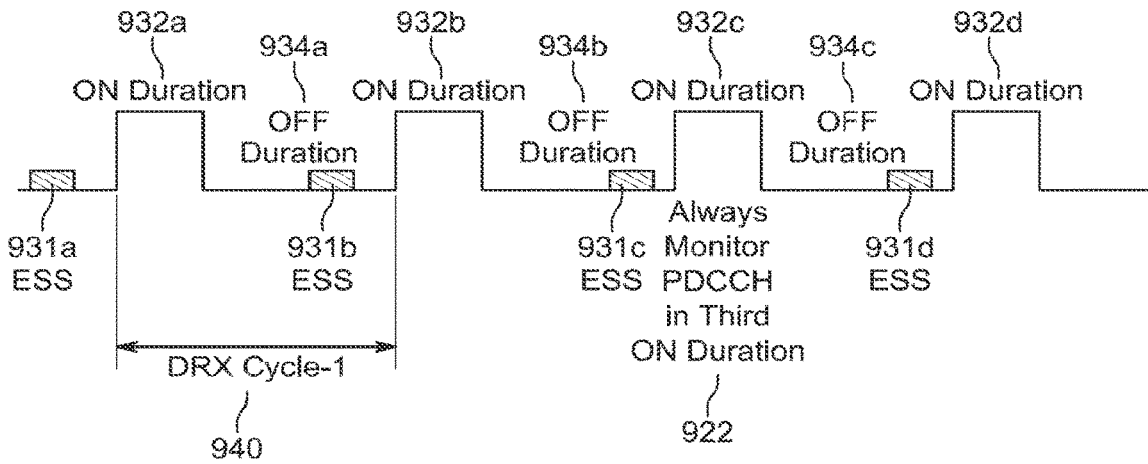 932a
932b
932c
932d
934a
934b
934c
ON Duration
ON Duration
ON Duration
ON Duration
OFF
Duration
OFF
Duration
OFF
Duration
931a
ESS
931b
ESS
931c
ESS
931d
ESS
Always
Monitor
PDCCH
in Third
ON Duration
922
DRX Cycle-1
940